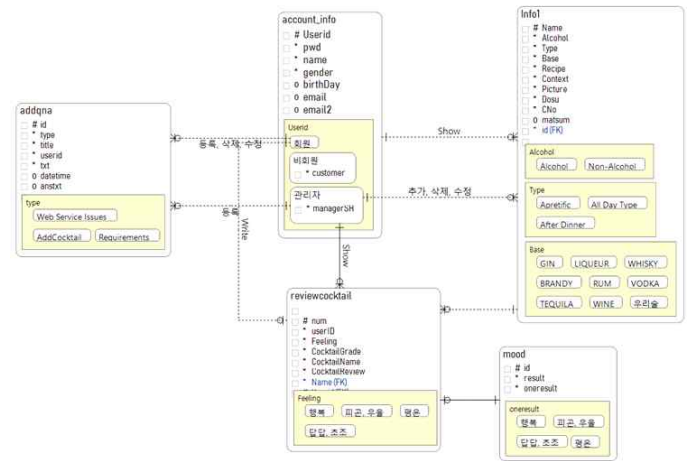 account_info
# Userid
* pwd
* name
* gender
o birthDay
o email
o email2
Userid
회원
비회원
* customer
관리자
* managerSH
Info1
# Name
* Alcohol
* Type
* Base
* Recipe
* Context
* Picture
* Dosu
* CNo
o matsum
* id (FK)
Alcohol
Alcohol
Non-Alcohol
Type
Apretific
All Day Type
After Dinner
Base
GIN
LIQUEUR
WHISKY
BRANDY
RUM
VODKA
TEQUILA
WINE
우리술
addqna
# id
* type
* title
* userid
* txt
o datetime
o anstxt
type
Web Service Issues
AddCocktail
Requirements
등록, 삭제, 수정
Show
추가, 삭제, 수정
Write
Show
reviewcocktail
# num
* userID
* Feeling
* CocktailGrade
* CocktailName
* CocktailReview
* Name (FK)
Feeling
행복
피곤, 우울
평온
답답, 초조
mood
# id
* result
* oneresult
oneresult
행복
피곤, 우울
답답, 초조
평온